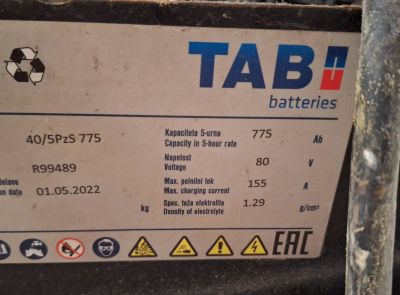 TAB
batteries
40/5PzS 775
Kapaciteta 5-urna 775 Ah
Capacity in 5-hour rate
R99489
Napetost 80 V
Voltage
01.05.2022
Max. polnilni tok 155 A
Max. charging current
kg
Spec. teža elektrolita 1.29 g/cm³
Density of electrolyte
EAC